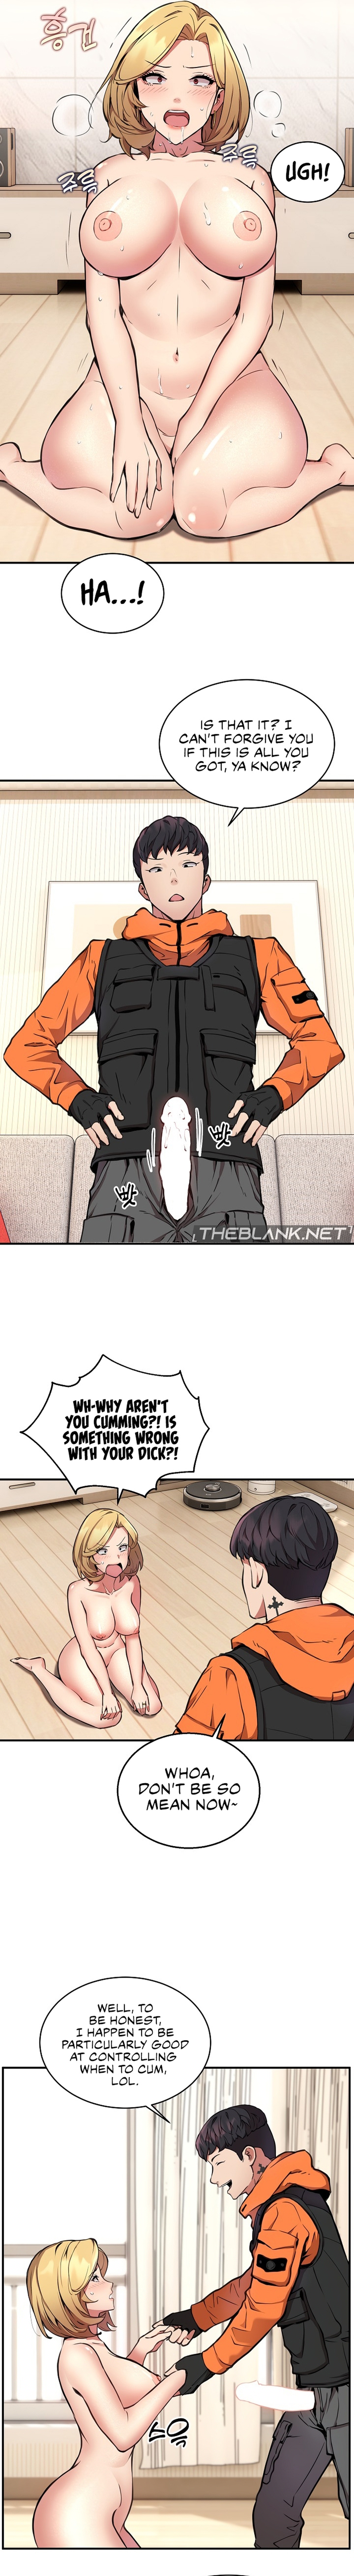 흥건
주륵
주륵
UGH!
HA...!
IS THAT IT? I
CAN'T FORGIVE YOU
IF THIS IS ALL YOU
GOT, YA KNOW?
빳
빳
THEBLANK.NET
WH-WHY AREN'T
YOU CUMMING?! IS
SOMETHING WRONG
WITH YOUR DICK?!
WHOA,
DON'T BE SO
MEAN NOW~
WELL, TO
BE HONEST,
I HAPPEN TO BE
PARTICULARLY GOOD
AT CONTROLLING
WHEN TO CUM,
LOL.
스윽